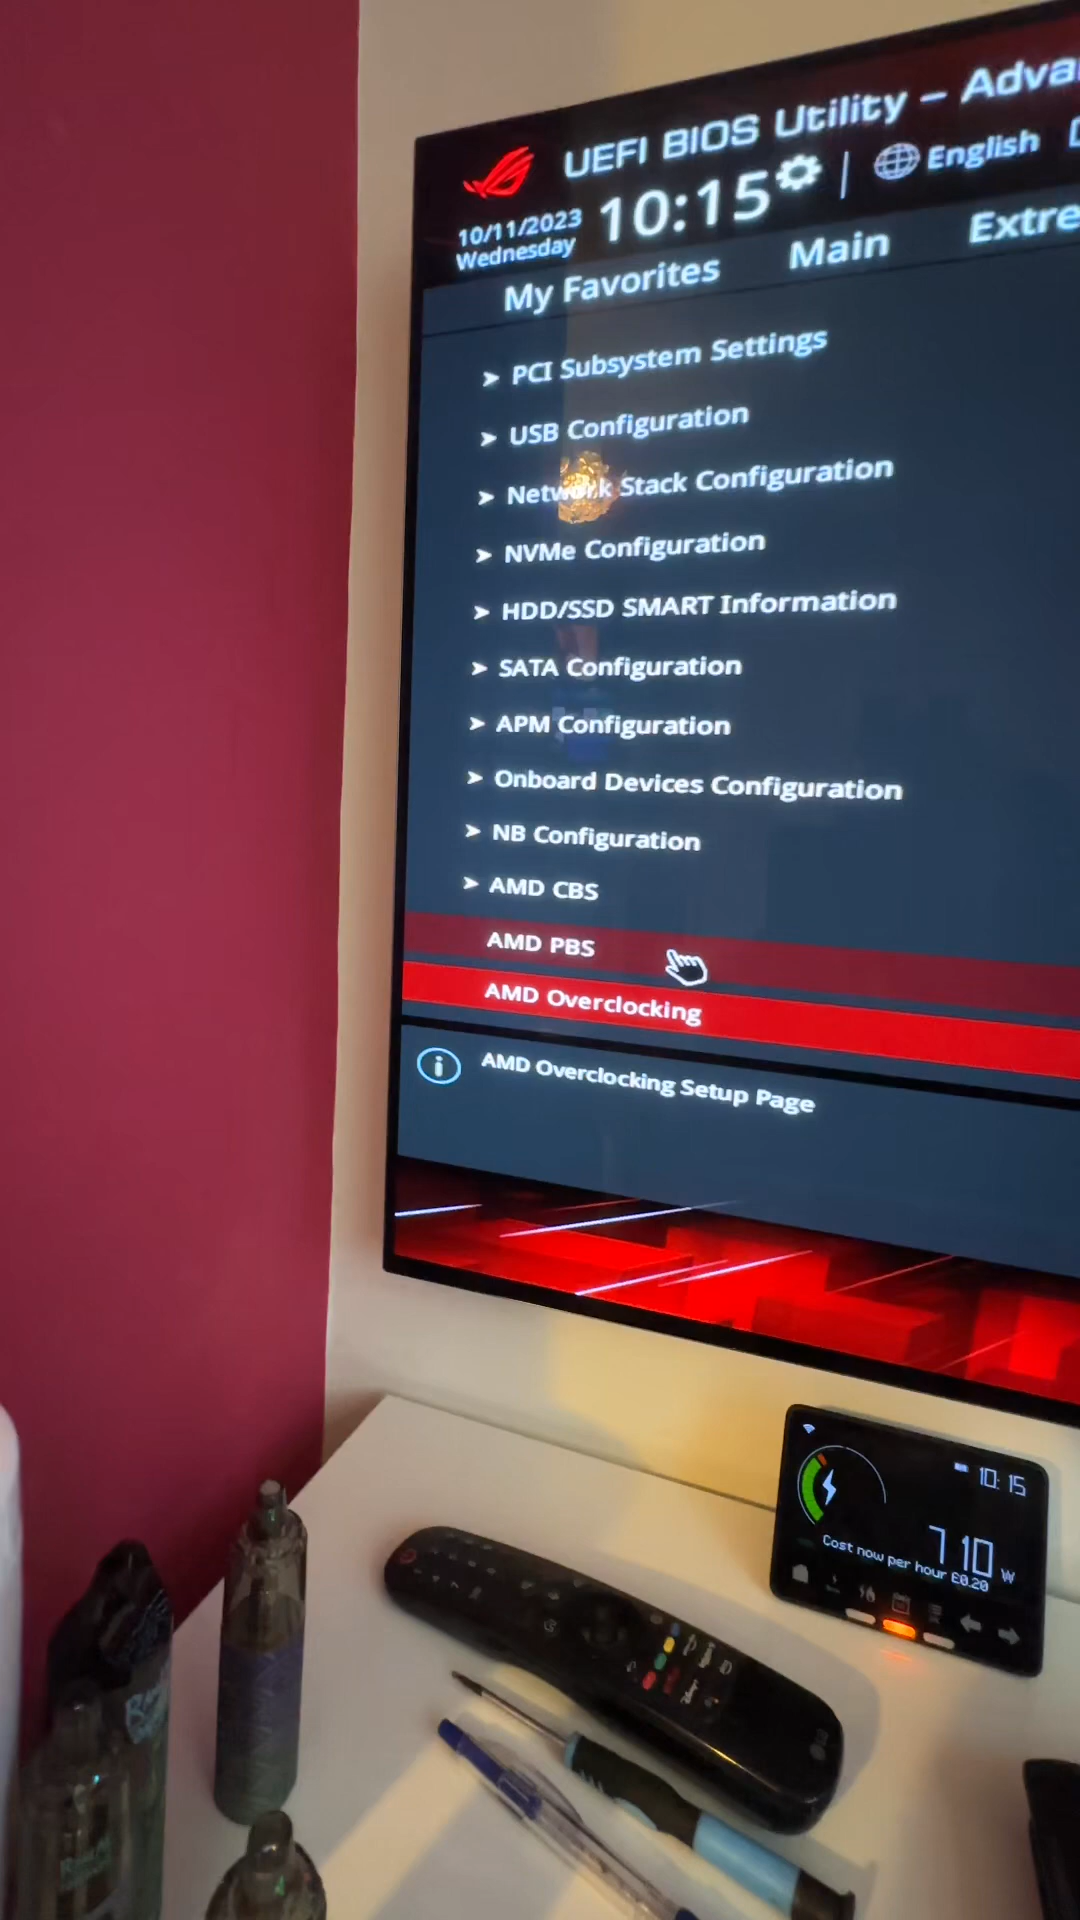 UEFI BIOS Utility – Adva
10/11/2023
Wednesday
10:15
English
My Favorites
Main
Extre
PCI Subsystem Settings
USB Configuration
Network Stack Configuration
NVMe Configuration
HDD/SSD SMART Information
SATA Configuration
APM Configuration
Onboard Devices Configuration
NB Configuration
AMD CBS
AMD PBS
AMD Overclocking
AMD Overclocking Setup Page
10:15
710 W
Cost now per hour £0.20